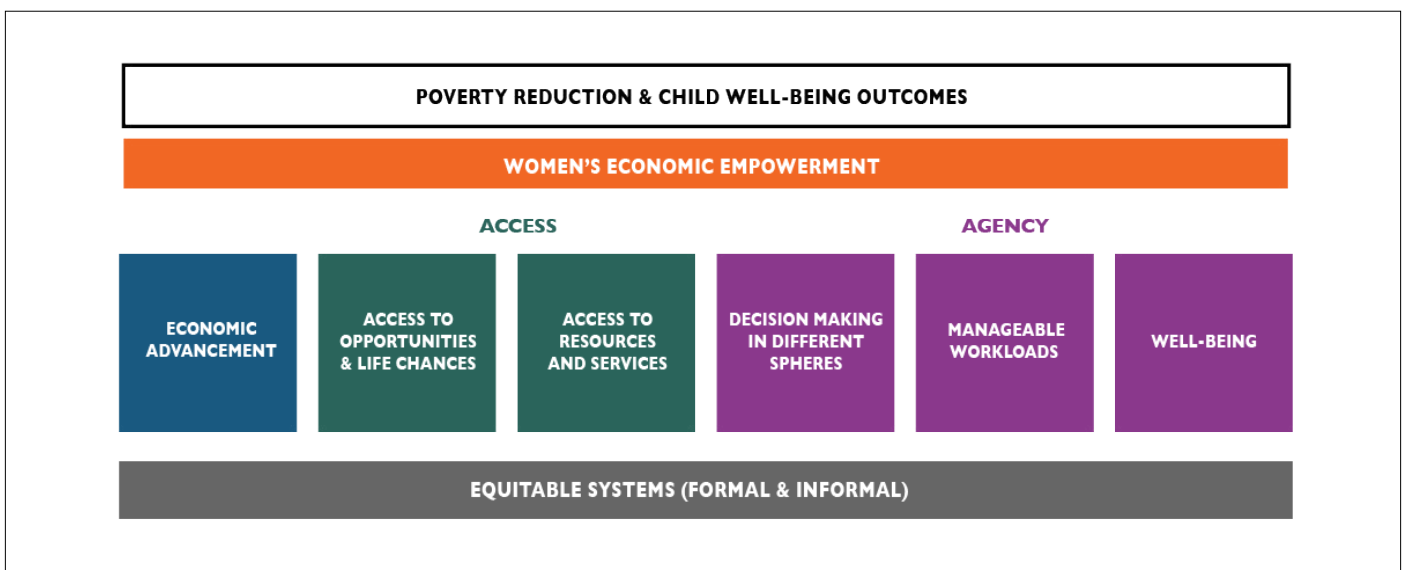 POVERTY REDUCTION & CHILD WELL-BEING OUTCOMES
WOMEN'S ECONOMIC EMPOWERMENT
ACCESS
AGENCY
ECONOMIC
ADVANCEMENT
ACCESS TO
OPPORTUNITIES
& LIFE CHANCES
ACCESS TO
RESOURCES
AND SERVICES
DECISION MAKING
IN DIFFERENT
SPHERES
MANAGEABLE
WORKLOADS
WELL-BEING
EQUITABLE SYSTEMS (FORMAL & INFORMAL)